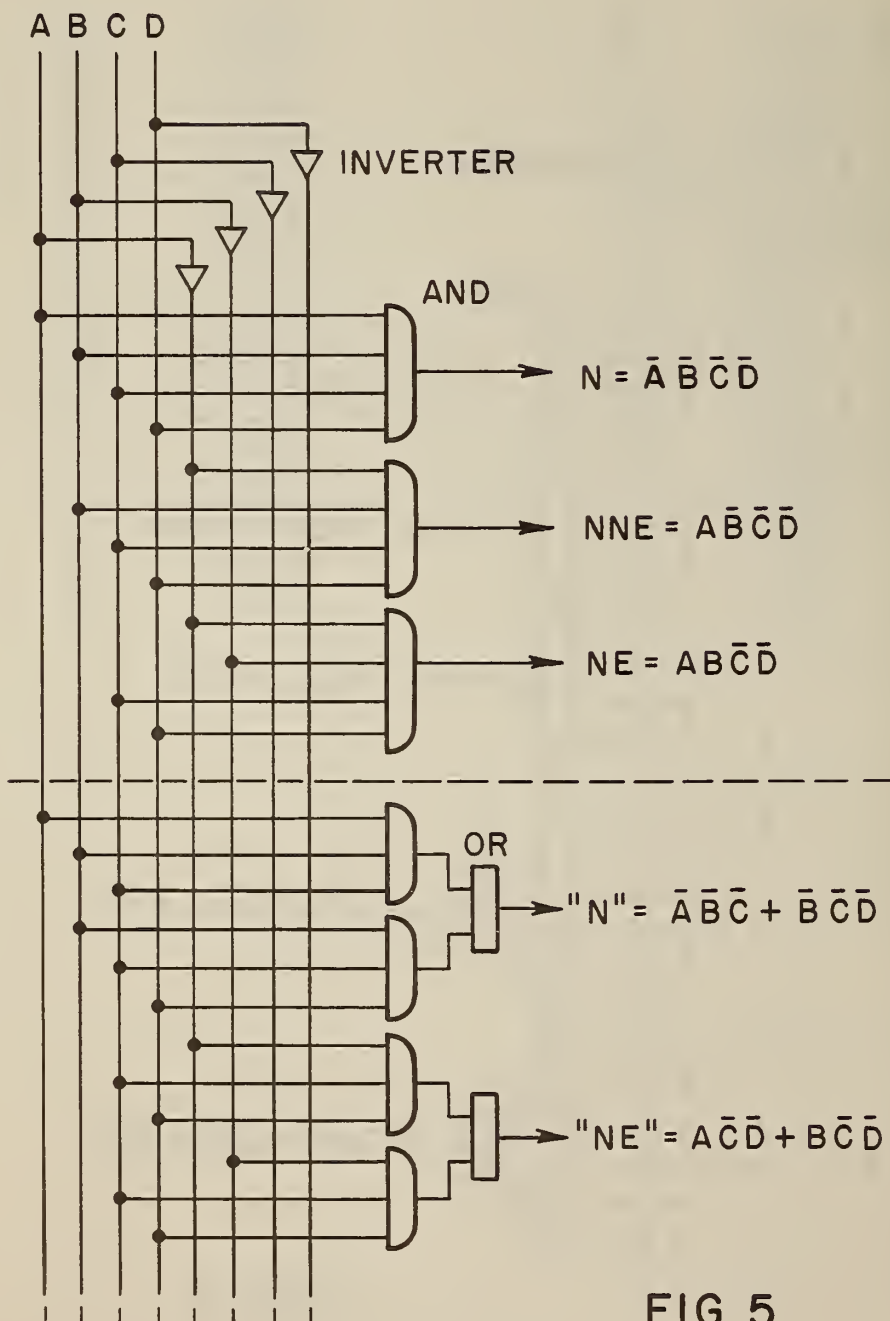 A B C D
INVERTER
AND
N = A̅ B̅ C̅ D̅
NNE = A B̅ C̅ D̅
NE = A B C̅ D̅
OR
"N" = A̅ B̅ C̅ + B̅ C̅ D̅
"NE" = A C̅ D̅ + B C̅ D̅
FIG 5